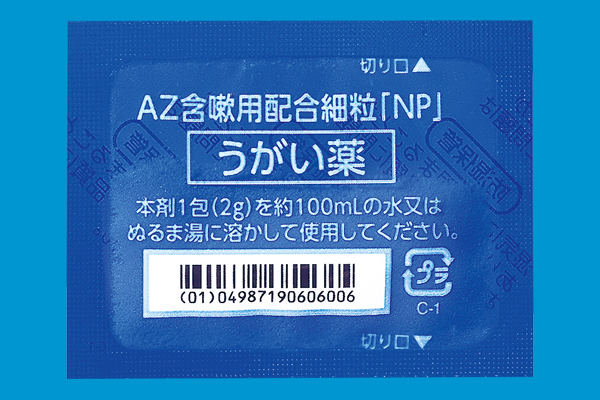 切り口▲
AZ含嗽用配合細粒「NP」
うがい薬
本剤1包(2g)を約100mLの水又は
ぬるま湯に溶かして使用してください。
(01)04987190606006
プラ
C-1
切り口▼